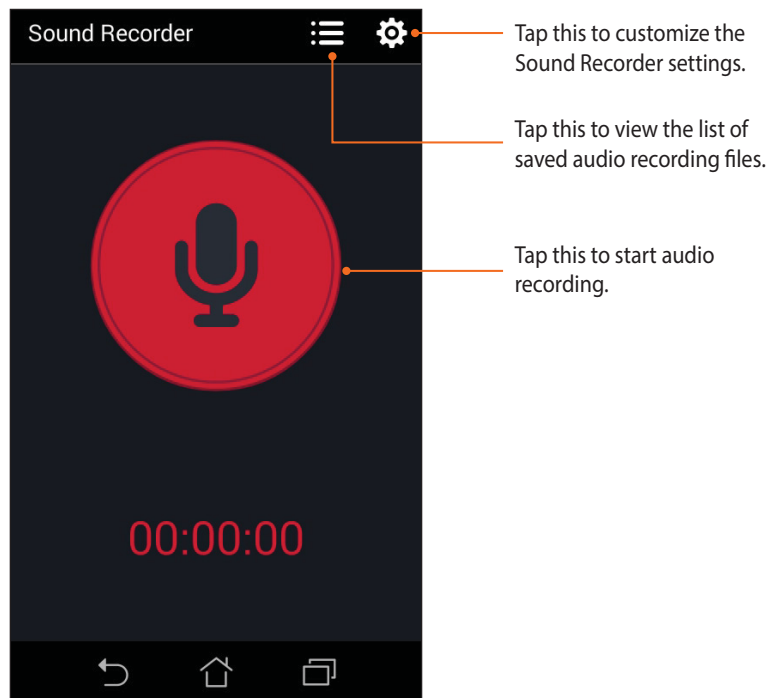 Sound Recorder
Tap this to customize the
Sound Recorder settings.
Tap this to view the list of
saved audio recording files.
Tap this to start audio
recording.
00:00:00